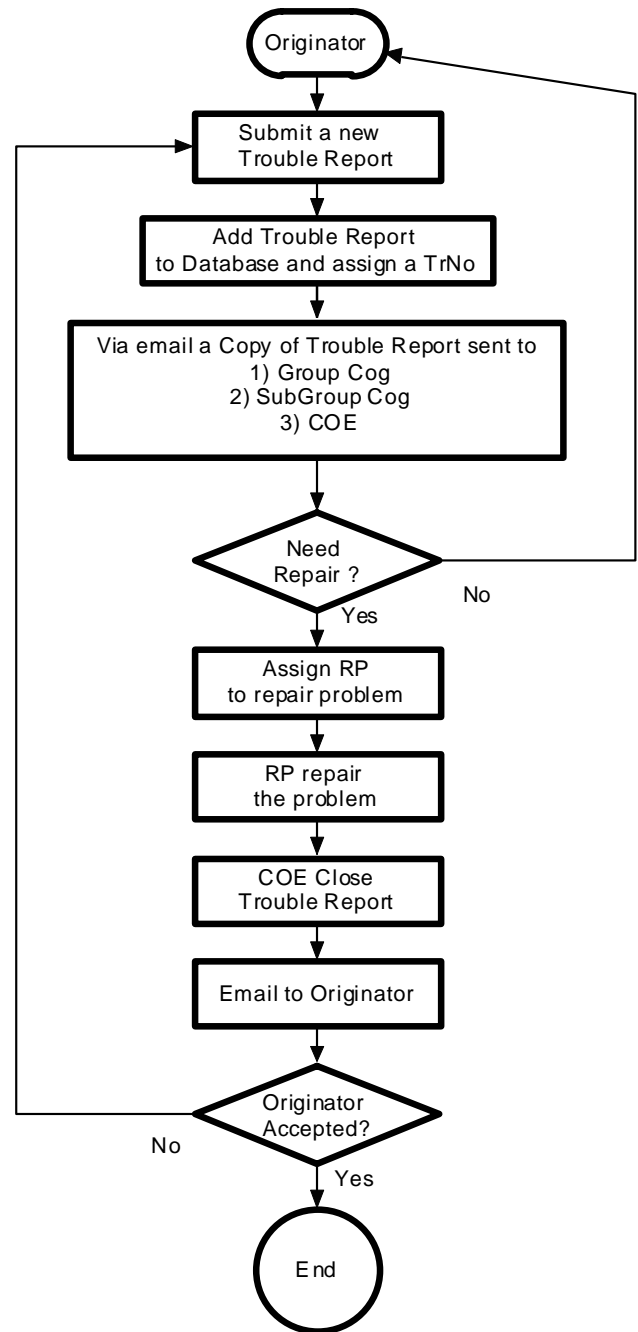 Originator
Submit a new
Trouble Report
Add Trouble Report
to Database and assign a TrNo
Via email a Copy of Trouble Report sent to
1) Group Cog
2) SubGroup Cog
3) COE
Need
Repair ?
No
Yes
Assign RP
to repair problem
RP repair
the problem
COE Close
Trouble Report
Email to Originator
Originator
Accepted?
No
Yes
End